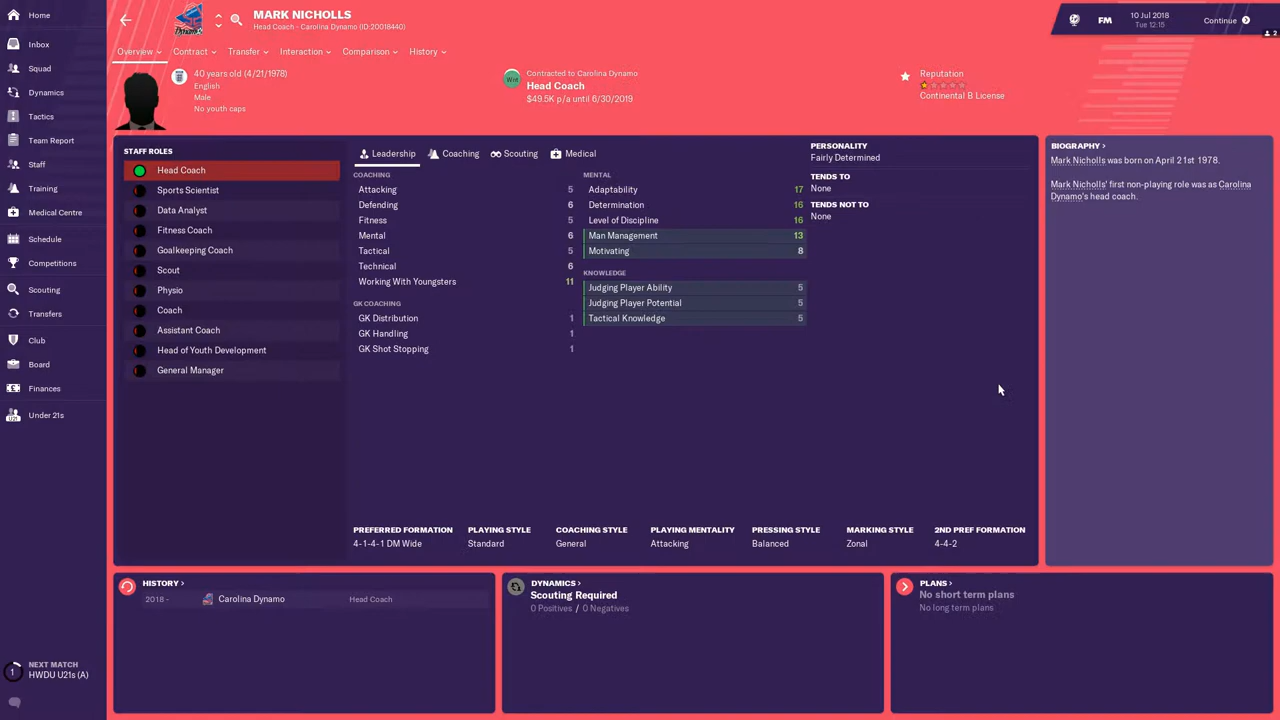 Home
Inbox
Squad
Dynamics
Tactics
Team Report
Staff
Training
Medical Centre
Schedule
Competitions
Scouting
Transfers
Club
Board
Finances
Under 21s
NEXT MATCH
1 HWDU U21s (A)
MARK NICHOLLS
Head Coach - Carolina Dynamo (ID:20018440)
FM
10 Jul 2018
Tue 12:15
Continue
2
Overview
Contract
Transfer
Interaction
Comparison
History
40 years old (4/21/1978)
English
Male
No youth caps
Wnt
Contracted to Carolina Dynamo
Head Coach
$49.5K p/a until 6/30/2019
Reputation
Continental B License
STAFF ROLES
Head Coach
Sports Scientist
Data Analyst
Fitness Coach
Goalkeeping Coach
Scout
Physio
Coach
Assistant Coach
Head of Youth Development
General Manager
Leadership
Coaching
Scouting
Medical
COACHING
Attacking 5
Defending 6
Fitness 5
Mental 6
Tactical 5
Technical 6
Working With Youngsters 11
GK COACHING
GK Distribution 1
GK Handling 1
GK Shot Stopping 1
MENTAL
Adaptability 17
Determination 16
Level of Discipline 16
Man Management 13
Motivating 8
KNOWLEDGE
Judging Player Ability 5
Judging Player Potential 5
Tactical Knowledge 5
PERSONALITY
Fairly Determined
TENDS TO
None
TENDS NOT TO
None
PREFERRED FORMATION
4-1-4-1 DM Wide
PLAYING STYLE
Standard
COACHING STYLE
General
PLAYING MENTALITY
Attacking
PRESSING STYLE
Balanced
MARKING STYLE
Zonal
2ND PREF FORMATION
4-4-2
BIOGRAPHY >
Mark Nicholls was born on April 21st 1978.
Mark Nicholls' first non-playing role was as Carolina
Dynamo's head coach.
HISTORY >
2018 - Carolina Dynamo Head Coach
DYNAMICS >
Scouting Required
0 Positives / 0 Negatives
PLANS >
No short term plans
No long term plans